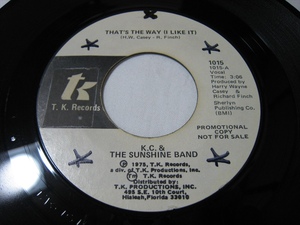 THAT'S THE WAY (I LIKE IT)
(H.W. Casey - R. Finch)
tk
T. K. Records
1015
1015-A
Vocal
Time: 3:06
Produced by
Harry Wayne
Casey &
Richard Finch
Sherlyn
Publishing Co.
(BMI)
PROMOTIONAL
COPY
NOT FOR SALE
K.C. &
THE SUNSHINE BAND
℗ 1975, T.K. Records,
a div. of T.K. Productions, Inc.
Distributed by:
T.K. PRODUCTIONS, INC.
495 S.E. 10th Court,
Hialeah, Florida 33010